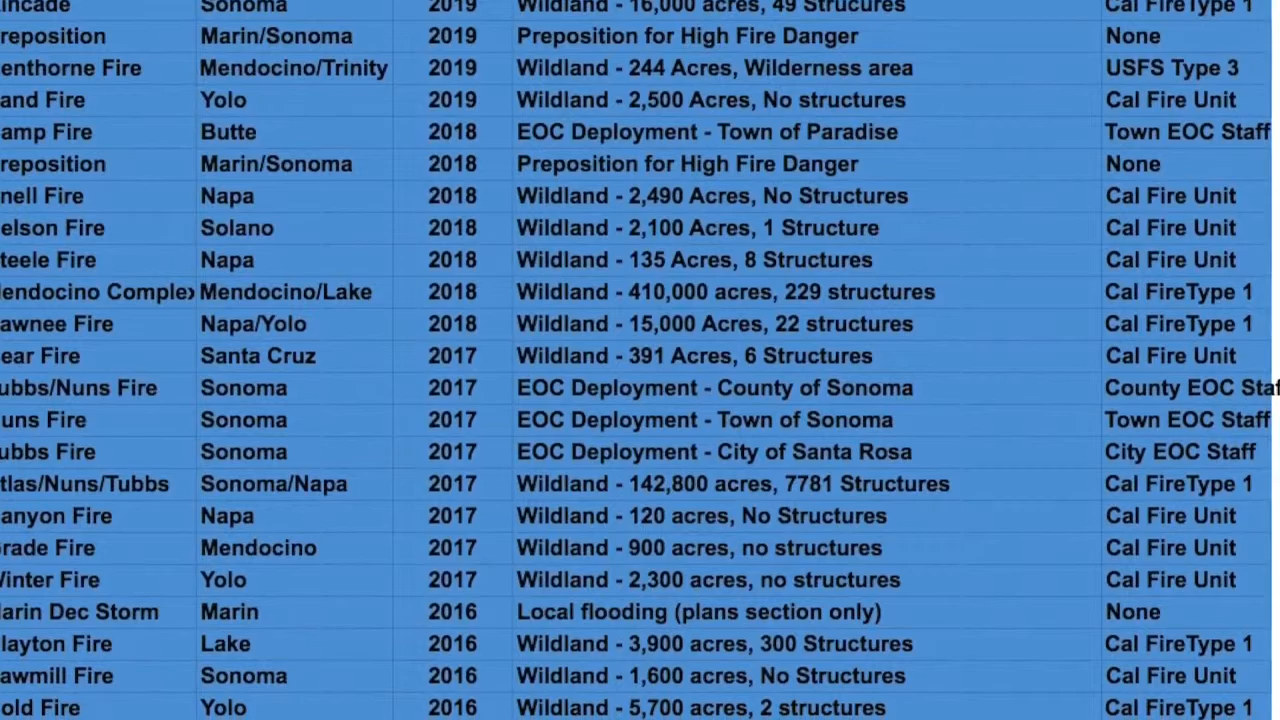 incade Sonoma 2019 Wildland - 16,000 acres, 49 Strucures Cal FireType 1
reposition Marin/Sonoma 2019 Preposition for High Fire Danger None
enthorne Fire Mendocino/Trinity 2019 Wildland - 244 Acres, Wilderness area USFS Type 3
and Fire Yolo 2019 Wildland - 2,500 Acres, No structures Cal Fire Unit
amp Fire Butte 2018 EOC Deployment - Town of Paradise Town EOC Staff
reposition Marin/Sonoma 2018 Preposition for High Fire Danger None
nell Fire Napa 2018 Wildland - 2,490 Acres, No Structures Cal Fire Unit
elson Fire Solano 2018 Wildland - 2,100 Acres, 1 Structure Cal Fire Unit
teele Fire Napa 2018 Wildland - 135 Acres, 8 Structures Cal Fire Unit
endocino Complex Mendocino/Lake 2018 Wildland - 410,000 acres, 229 structures Cal FireType 1
awnee Fire Napa/Yolo 2018 Wildland - 15,000 Acres, 22 structures Cal FireType 1
ear Fire Santa Cruz 2017 Wildland - 391 Acres, 6 Structures Cal Fire Unit
ubbs/Nuns Fire Sonoma 2017 EOC Deployment - County of Sonoma County EOC Staf
uns Fire Sonoma 2017 EOC Deployment - Town of Sonoma Town EOC Staff
ubbs Fire Sonoma 2017 EOC Deployment - City of Santa Rosa City EOC Staff
tlas/Nuns/Tubbs Sonoma/Napa 2017 Wildland - 142,800 acres, 7781 Structures Cal FireType 1
anyon Fire Napa 2017 Wildland - 120 acres, No Structures Cal Fire Unit
rade Fire Mendocino 2017 Wildland - 900 acres, no structures Cal Fire Unit
Winter Fire Yolo 2017 Wildland - 2,300 acres, no structures Cal Fire Unit
arin Dec Storm Marin 2016 Local flooding (plans section only) None
layton Fire Lake 2016 Wildland - 3,900 acres, 300 Structures Cal FireType 1
awmill Fire Sonoma 2016 Wildland - 1,600 acres, No Structures Cal Fire Unit
old Fire Yolo 2016 Wildland - 5,700 acres, 2 structures Cal FireType 1